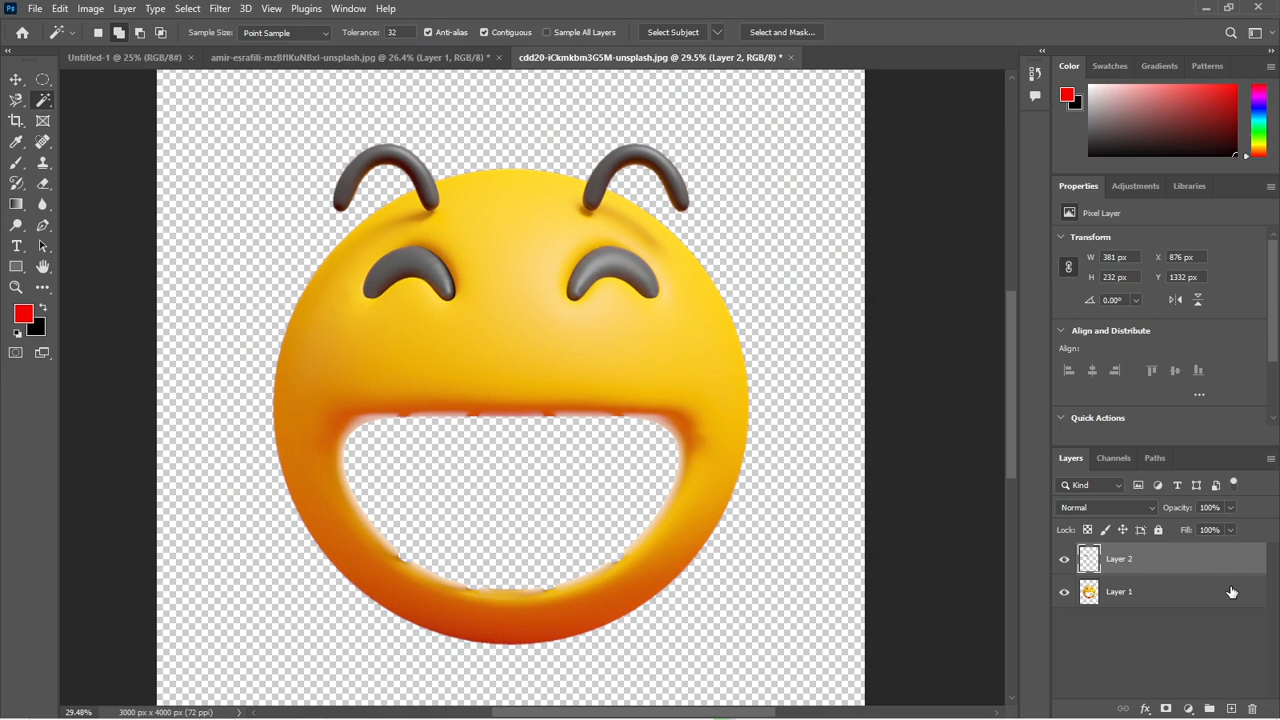 Ps File Edit Image Layer Type Select Filter 3D View Plugins Window Help
Sample Size: Point Sample Tolerance: 32 Anti-alias Contiguous Sample All Layers Select Subject Select and Mask...
Untitled-1 @ 25% (RGB/8#) × amir-esrafili-mzBflKuNBxI-unsplash.jpg @ 26.4% (Layer 1, RGB/8) * × cdd20-iCkmkbm3G5M-unsplash.jpg @ 29.5% (Layer 2, RGB/8) * ×
Color Swatches Gradients Patterns
Properties Adjustments Libraries
Pixel Layer
Transform
W 381 px X 876 px
H 232 px Y 1332 px
0.00°
Align and Distribute
Align:
Quick Actions
Layers Channels Paths
Kind
Normal Opacity: 100%
Lock: Fill: 100%
Layer 2
Layer 1
29.48% 3000 px x 4000 px (72 ppi)